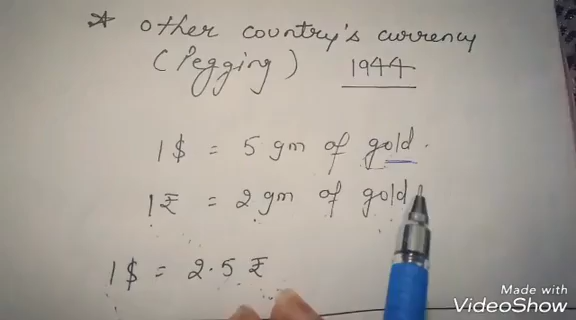 * Other country's currency
(Pegging) 1944
1$ = 5 gm of gold.
1₹ = 2 gm of gold
1$ = 2.5 ₹
Made with
VideoShow